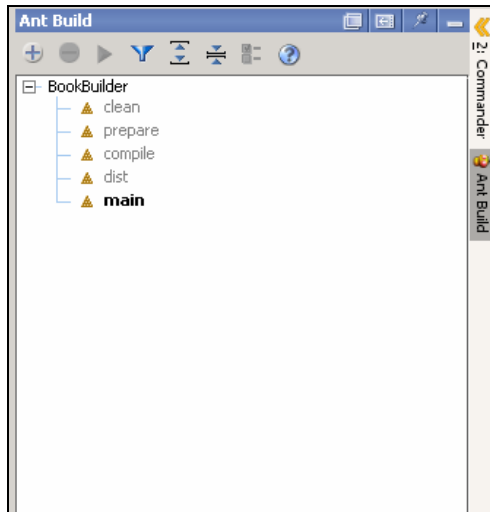 Ant Build
BookBuilder
clean
prepare
compile
dist
main
2: Commander
Ant Build